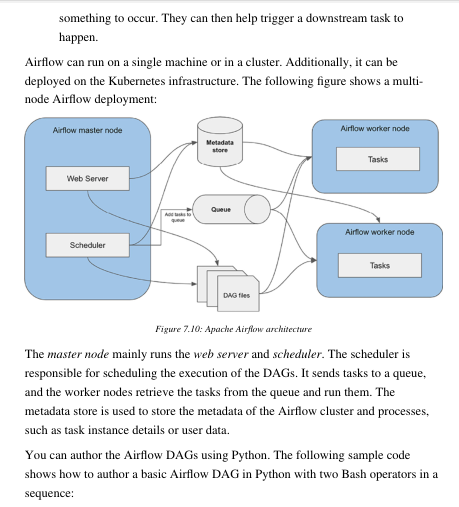 something to occur. They can then help trigger a downstream task to
happen.
Airflow can run on a single machine or in a cluster. Additionally, it can be
deployed on the Kubernetes infrastructure. The following figure shows a multi-
node Airflow deployment:
Airflow master node
Web Server
Scheduler
Metadata
store
Add tasks to
queue
Queue
DAG files
Airflow worker node
Tasks
Airflow worker node
Tasks
Figure 7.10: Apache Airflow architecture
The master node mainly runs the web server and scheduler. The scheduler is
responsible for scheduling the execution of the DAGs. It sends tasks to a queue,
and the worker nodes retrieve the tasks from the queue and run them. The
metadata store is used to store the metadata of the Airflow cluster and processes,
such as task instance details or user data.
You can author the Airflow DAGs using Python. The following sample code
shows how to author a basic Airflow DAG in Python with two Bash operators in a
sequence: